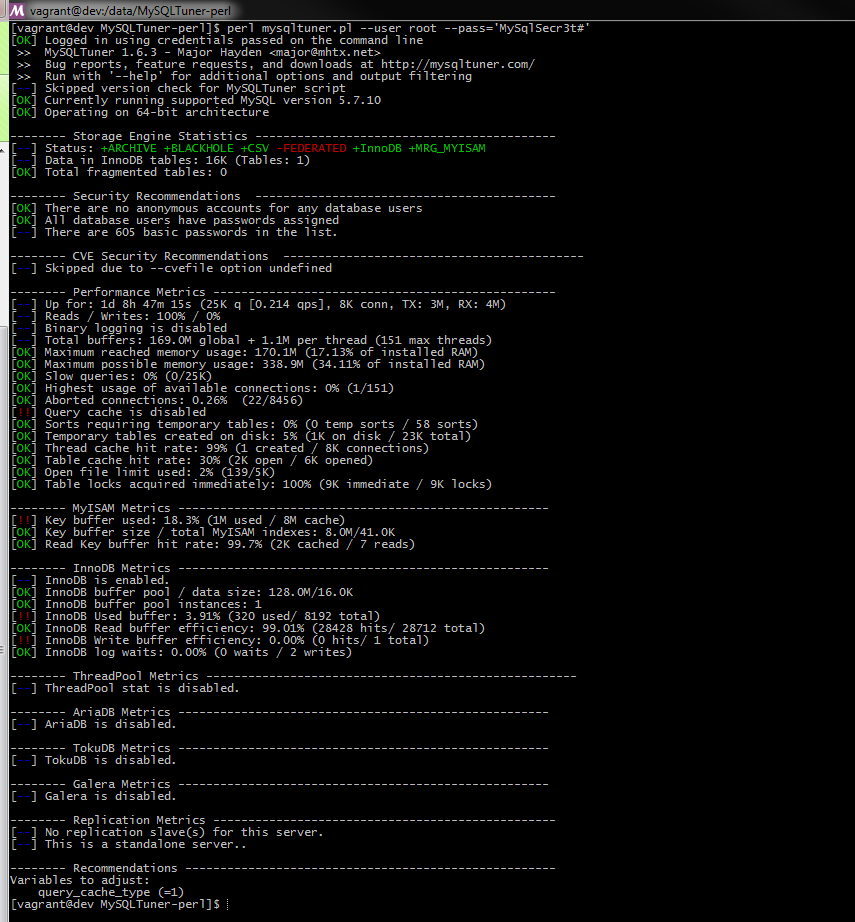 vagrant@dev:/data/MySQLTuner-perl
[vagrant@dev MySQLTuner-perl]$ perl mysqltuner.pl --user root --pass='MySqlSecr3t#'
[OK] Logged in using credentials passed on the command line
 >>  MySQLTuner 1.6.3 - Major Hayden <major@mhtx.net>
 >>  Bug reports, feature requests, and downloads at http://mysqltuner.com/
 >>  Run with '--help' for additional options and output filtering
[--] Skipped version check for MySQLTuner script
[OK] Currently running supported MySQL version 5.7.10
[OK] Operating on 64-bit architecture
-------- Storage Engine Statistics -------------------------------------------
[--] Status: +ARCHIVE +BLACKHOLE +CSV -FEDERATED +InnoDB +MRG_MYISAM
[--] Data in InnoDB tables: 16K (Tables: 1)
[OK] Total fragmented tables: 0
-------- Security Recommendations  -------------------------------------------
[OK] There are no anonymous accounts for any database users
[OK] All database users have passwords assigned
[--] There are 605 basic passwords in the list.
-------- CVE Security Recommendations  -------------------------------------------
[--] Skipped due to --cvefile option undefined
-------- Performance Metrics -------------------------------------------------
[--] Up for: 1d 8h 47m 15s (25K q [0.214 qps], 8K conn, TX: 3M, RX: 4M)
[--] Reads / Writes: 100% / 0%
[--] Binary logging is disabled
[--] Total buffers: 169.0M global + 1.1M per thread (151 max threads)
[OK] Maximum reached memory usage: 170.1M (17.13% of installed RAM)
[OK] Maximum possible memory usage: 338.9M (34.11% of installed RAM)
[OK] Slow queries: 0% (0/25K)
[OK] Highest usage of available connections: 0% (1/151)
[OK] Aborted connections: 0.26%  (22/8456)
[!!] Query cache is disabled
[OK] Sorts requiring temporary tables: 0% (0 temp sorts / 58 sorts)
[OK] Temporary tables created on disk: 5% (1K on disk / 23K total)
[OK] Thread cache hit rate: 99% (1 created / 8K connections)
[OK] Table cache hit rate: 30% (2K open / 6K opened)
[OK] Open file limit used: 2% (139/5K)
[OK] Table locks acquired immediately: 100% (9K immediate / 9K locks)
-------- MyISAM Metrics -----------------------------------------------------
[!!] Key buffer used: 18.3% (1M used / 8M cache)
[OK] Key buffer size / total MyISAM indexes: 8.0M/41.0K
[OK] Read Key buffer hit rate: 99.7% (2K cached / 7 reads)
-------- InnoDB Metrics -----------------------------------------------------
[--] InnoDB is enabled.
[OK] InnoDB buffer pool / data size: 128.0M/16.0K
[OK] InnoDB buffer pool instances: 1
[!!] InnoDB Used buffer: 3.91% (320 used/ 8192 total)
[OK] InnoDB Read buffer efficiency: 99.01% (28428 hits/ 28712 total)
[!!] InnoDB Write buffer efficiency: 0.00% (0 hits/ 1 total)
[OK] InnoDB log waits: 0.00% (0 waits / 2 writes)
-------- ThreadPool Metrics -----------------------------------------------------
[--] ThreadPool stat is disabled.
-------- AriaDB Metrics -----------------------------------------------------
[--] AriaDB is disabled.
-------- TokuDB Metrics -----------------------------------------------------
[--] TokuDB is disabled.
-------- Galera Metrics -----------------------------------------------------
[--] Galera is disabled.
-------- Replication Metrics -------------------------------------------------
[--] No replication slave(s) for this server.
[--] This is a standalone server..
-------- Recommendations -----------------------------------------------------
Variables to adjust:
    query_cache_type (=1)
[vagrant@dev MySQLTuner-perl]$